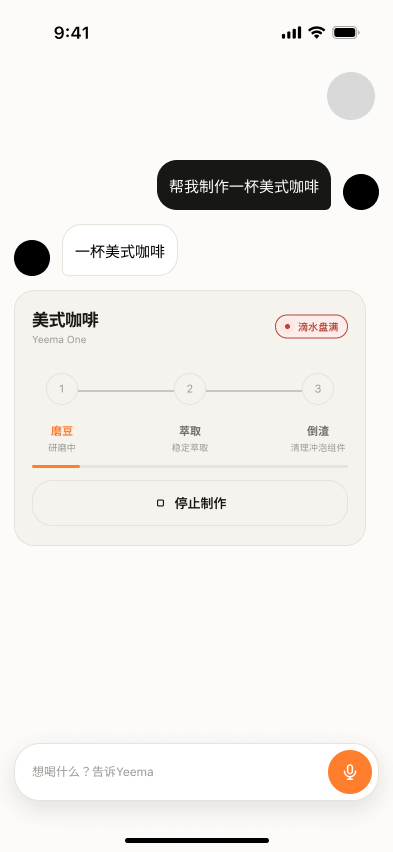 9:41
帮我制作一杯美式咖啡
一杯美式咖啡
美式咖啡
Yeema One
滴水盘满
1
2
3
磨豆
萃取
倒渣
研磨中
稳定萃取
清理冲泡组件
停止制作
想喝什么？告诉Yeema